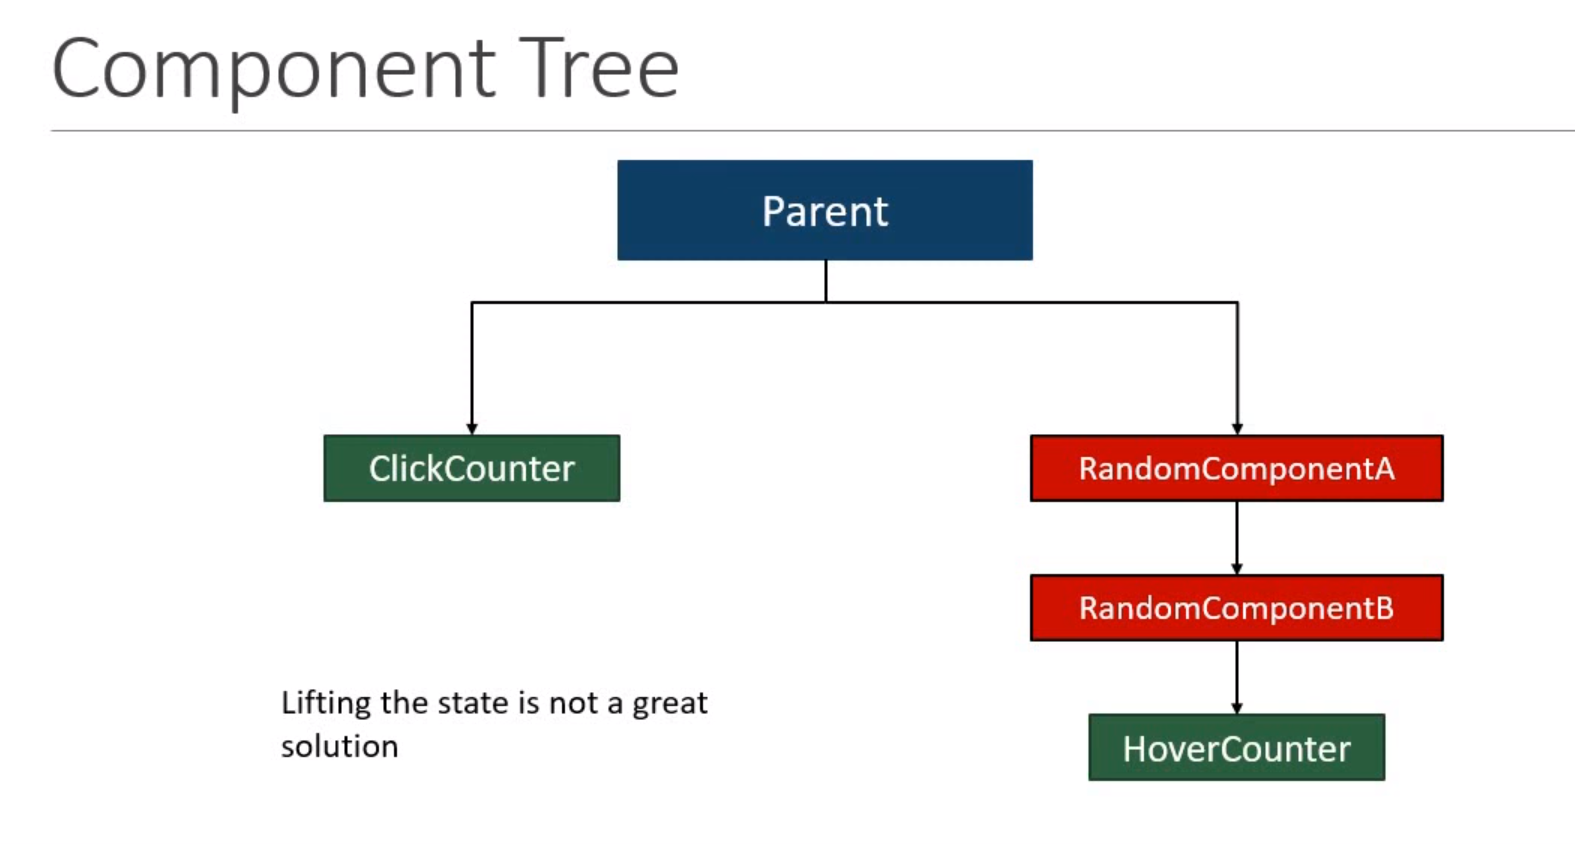 Component Tree
Parent
ClickCounter
RandomComponentA
RandomComponentB
Lifting the state is not a great
solution
HoverCounter